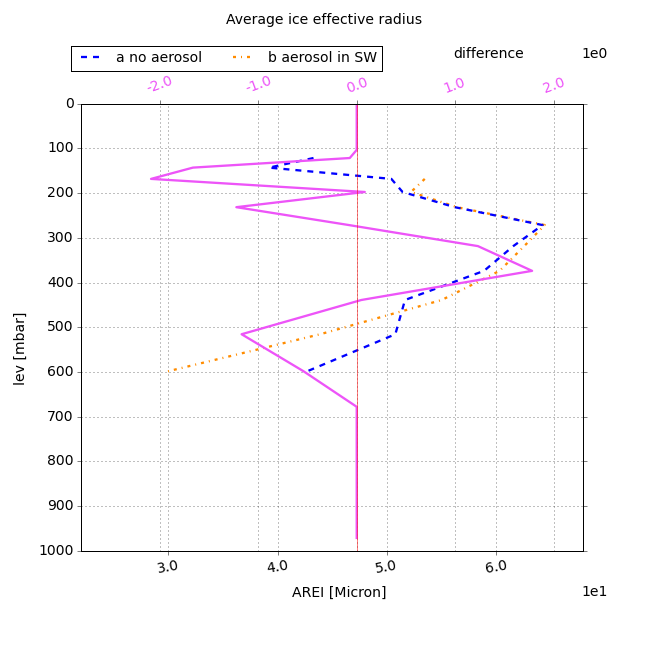 Average ice effective radius
a no aerosol b aerosol in SW difference 1e0
-2.0 -1.0 0.0 1.0 2.0
0
100
200
300
400
500
600
700
800
900
1000
lev [mbar]
3.0 4.0 5.0 6.0
AREI [Micron] 1e1